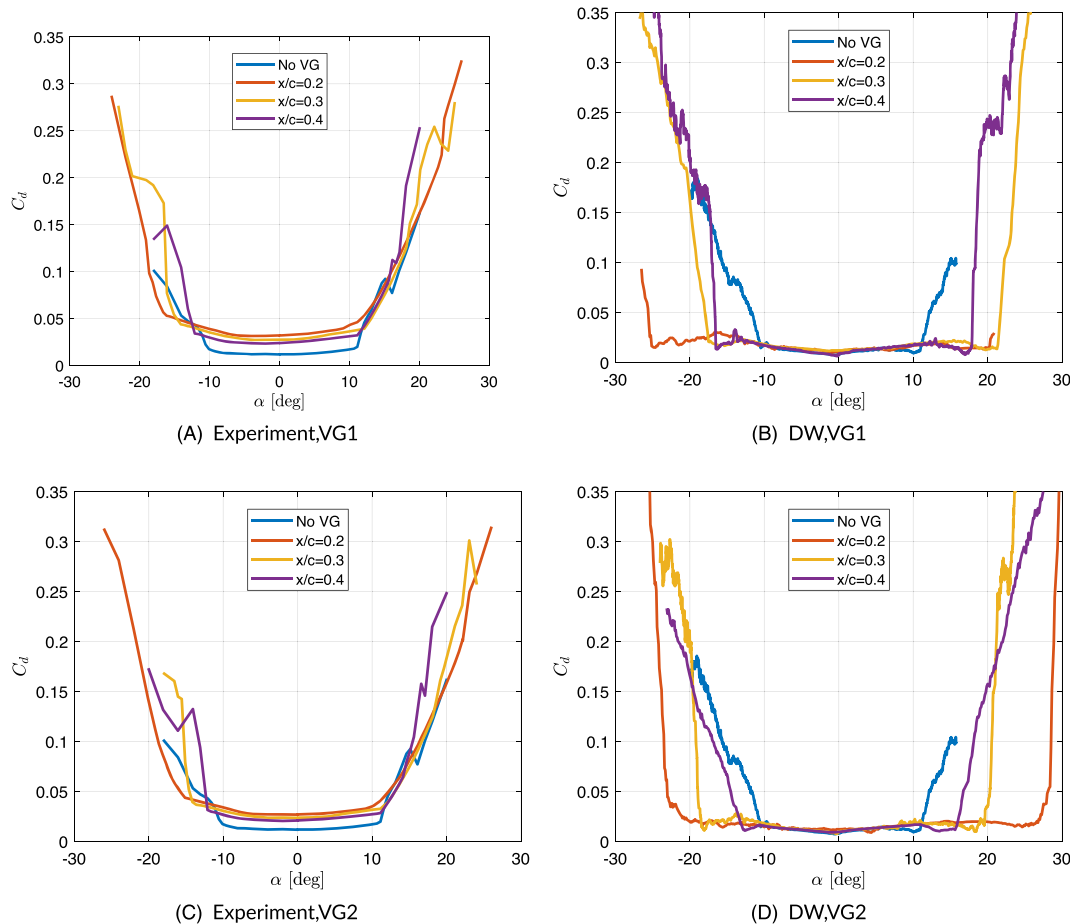 0.35
0.3
0.25
0.2
0.15
0.1
0.05
0
C_d
No VG
x/c=0.2
x/c=0.3
x/c=0.4
-30 -20 -10 0 10 20 30
α [deg]
(A) Experiment,VG1
0.35
0.3
0.25
0.2
0.15
0.1
0.05
0
C_d
No VG
x/c=0.2
x/c=0.3
x/c=0.4
-30 -20 -10 0 10 20 30
α [deg]
(B) DW,VG1
0.35
0.3
0.25
0.2
0.15
0.1
0.05
0
C_d
No VG
x/c=0.2
x/c=0.3
x/c=0.4
-30 -20 -10 0 10 20 30
α [deg]
(C) Experiment,VG2
0.35
0.3
0.25
0.2
0.15
0.1
0.05
0
C_d
No VG
x/c=0.2
x/c=0.3
x/c=0.4
-30 -20 -10 0 10 20 30
α [deg]
(D) DW,VG2